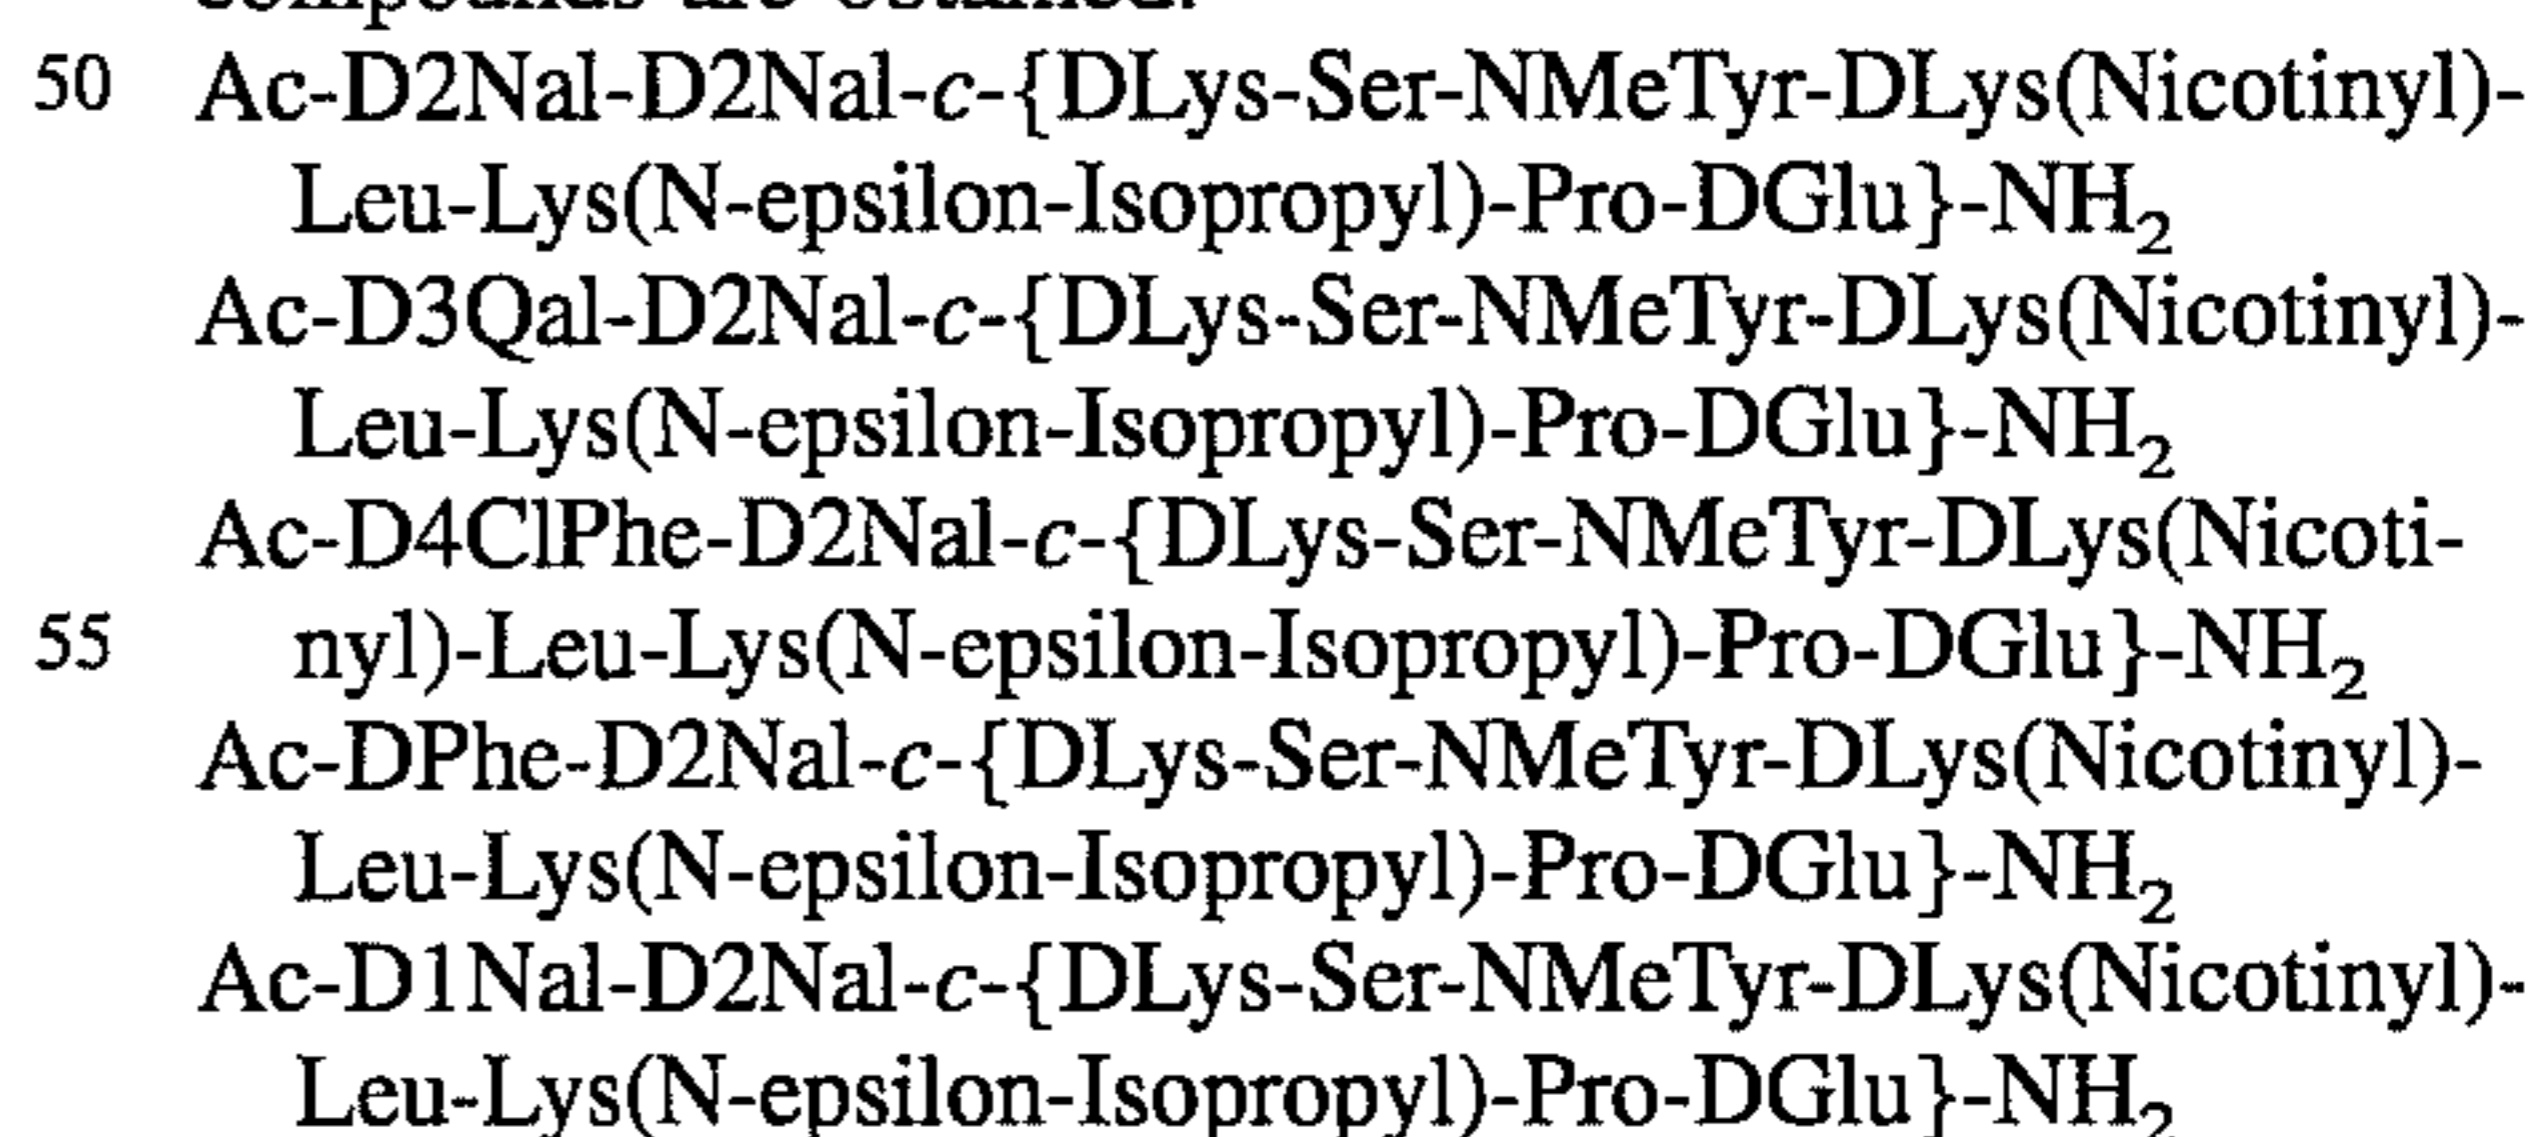 compounds are obtained:
50 Ac-D2Nal-D2Nal-c-{DLys-Ser-NMeTyr-DLys(Nicotinyl)-
Leu-Lys(N-epsilon-Isopropyl)-Pro-DGlu}-NH₂
Ac-D3Qal-D2Nal-c-{DLys-Ser-NMeTyr-DLys(Nicotinyl)-
Leu-Lys(N-epsilon-Isopropyl)-Pro-DGlu}-NH₂
Ac-D4ClPhe-D2Nal-c-{DLys-Ser-NMeTyr-DLys(Nicoti-
55 nyl)-Leu-Lys(N-epsilon-Isopropyl)-Pro-DGlu}-NH₂
Ac-DPhe-D2Nal-c-{DLys-Ser-NMeTyr-DLys(Nicotinyl)-
Leu-Lys(N-epsilon-Isopropyl)-Pro-DGlu}-NH₂
Ac-D1Nal-D2Nal-c-{DLys-Ser-NMeTyr-DLys(Nicotinyl)-
Leu-Lys(N-epsilon-Isopropyl)-Pro-DGlu}-NH₂